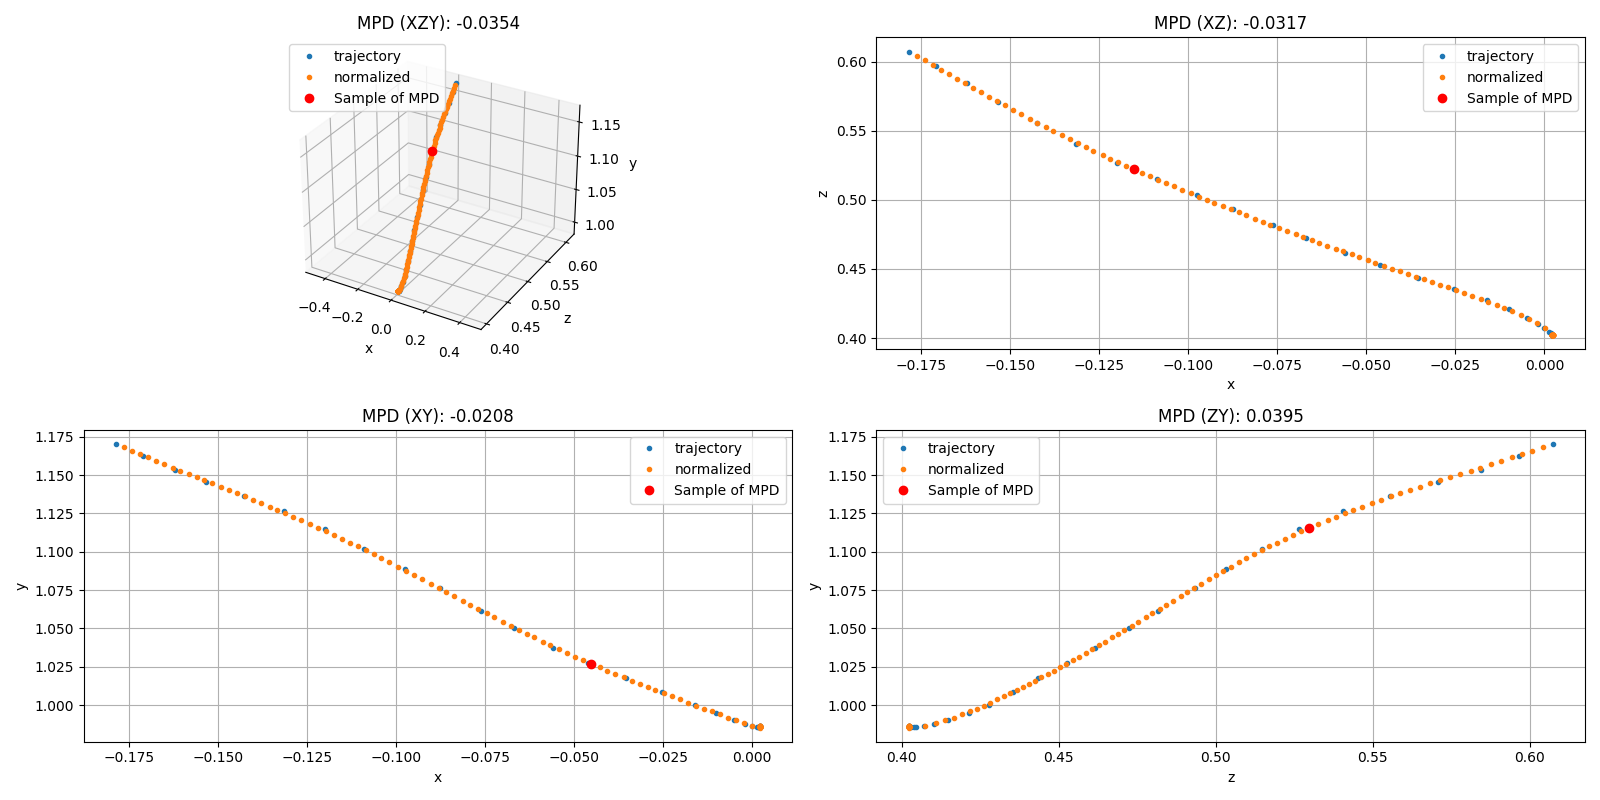 MPD (XZY): -0.0354
trajectory
normalized
Sample of MPD
1.15
1.10
1.05
1.00
y
0.60
0.55
0.50
0.45
0.40
z
−0.4
−0.2
0.0
0.2
0.4
x
MPD (XZ): -0.0317
trajectory
normalized
Sample of MPD
0.60
0.55
0.50
0.45
0.40
z
−0.175
−0.150
−0.125
−0.100
−0.075
−0.050
−0.025
0.000
x
MPD (XY): -0.0208
trajectory
normalized
Sample of MPD
1.175
1.150
1.125
1.100
1.075
1.050
1.025
1.000
y
−0.175
−0.150
−0.125
−0.100
−0.075
−0.050
−0.025
0.000
x
MPD (ZY): 0.0395
trajectory
normalized
Sample of MPD
1.175
1.150
1.125
1.100
1.075
1.050
1.025
1.000
y
0.40
0.45
0.50
0.55
0.60
z